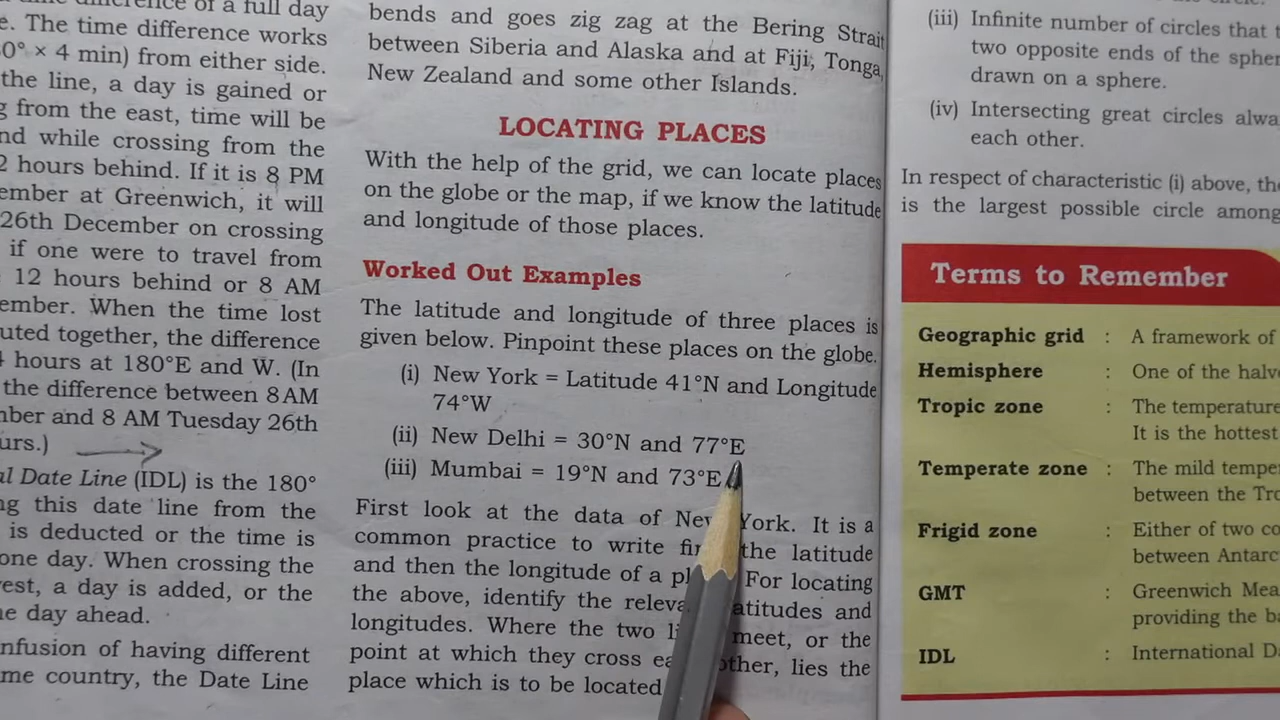 of a full day
e. The time difference works
0° × 4 min) from either side.
the line, a day is gained or
from the east, time will be
nd while crossing from the
2 hours behind. If it is 8 PM
ember at Greenwich, it will
26th December on crossing
if one were to travel from
12 hours behind or 8 AM
ember. When the time lost
uted together, the difference
hours at 180°E and W. (In
the difference between 8 AM
mber and 8 AM Tuesday 26th
urs.)
al Date Line (IDL) is the 180°
ng this date line from the
is deducted or the time is
one day. When crossing the
vest, a day is added, or the
ne day ahead.
nfusion of having different
me country, the Date Line
bends and goes zig zag at the Bering Strait
between Siberia and Alaska and at Fiji, Tonga,
New Zealand and some other Islands.
LOCATING PLACES
With the help of the grid, we can locate places
on the globe or the map, if we know the latitude
and longitude of those places.
Worked Out Examples
The latitude and longitude of three places is
given below. Pinpoint these places on the globe.
(i) New York = Latitude 41°N and Longitude
74°W
(ii) New Delhi = 30°N and 77°E
(iii) Mumbai = 19°N and 73°E
First look at the data of New York. It is a
common practice to write the latitude
and then the longitude of a For locating
the above, identify the atitudes and
longitudes. Where the two meet, or the
point at which they cross other, lies the
place which is to be located
(iii) Infinite number of circles that
two opposite ends of the spher
drawn on a sphere.
(iv) Intersecting great circles alwa
each other.
In respect of characteristic (i) above, the
is the largest possible circle among
Terms to Remember
Geographic grid : A framework of
Hemisphere : One of the halv
Tropic zone : The temperature
It is the hottest
Temperate zone : The mild tempe
between the Tro
Frigid zone : Either of two co
between Antarc
GMT : Greenwich Mea
providing the ba
IDL : International D